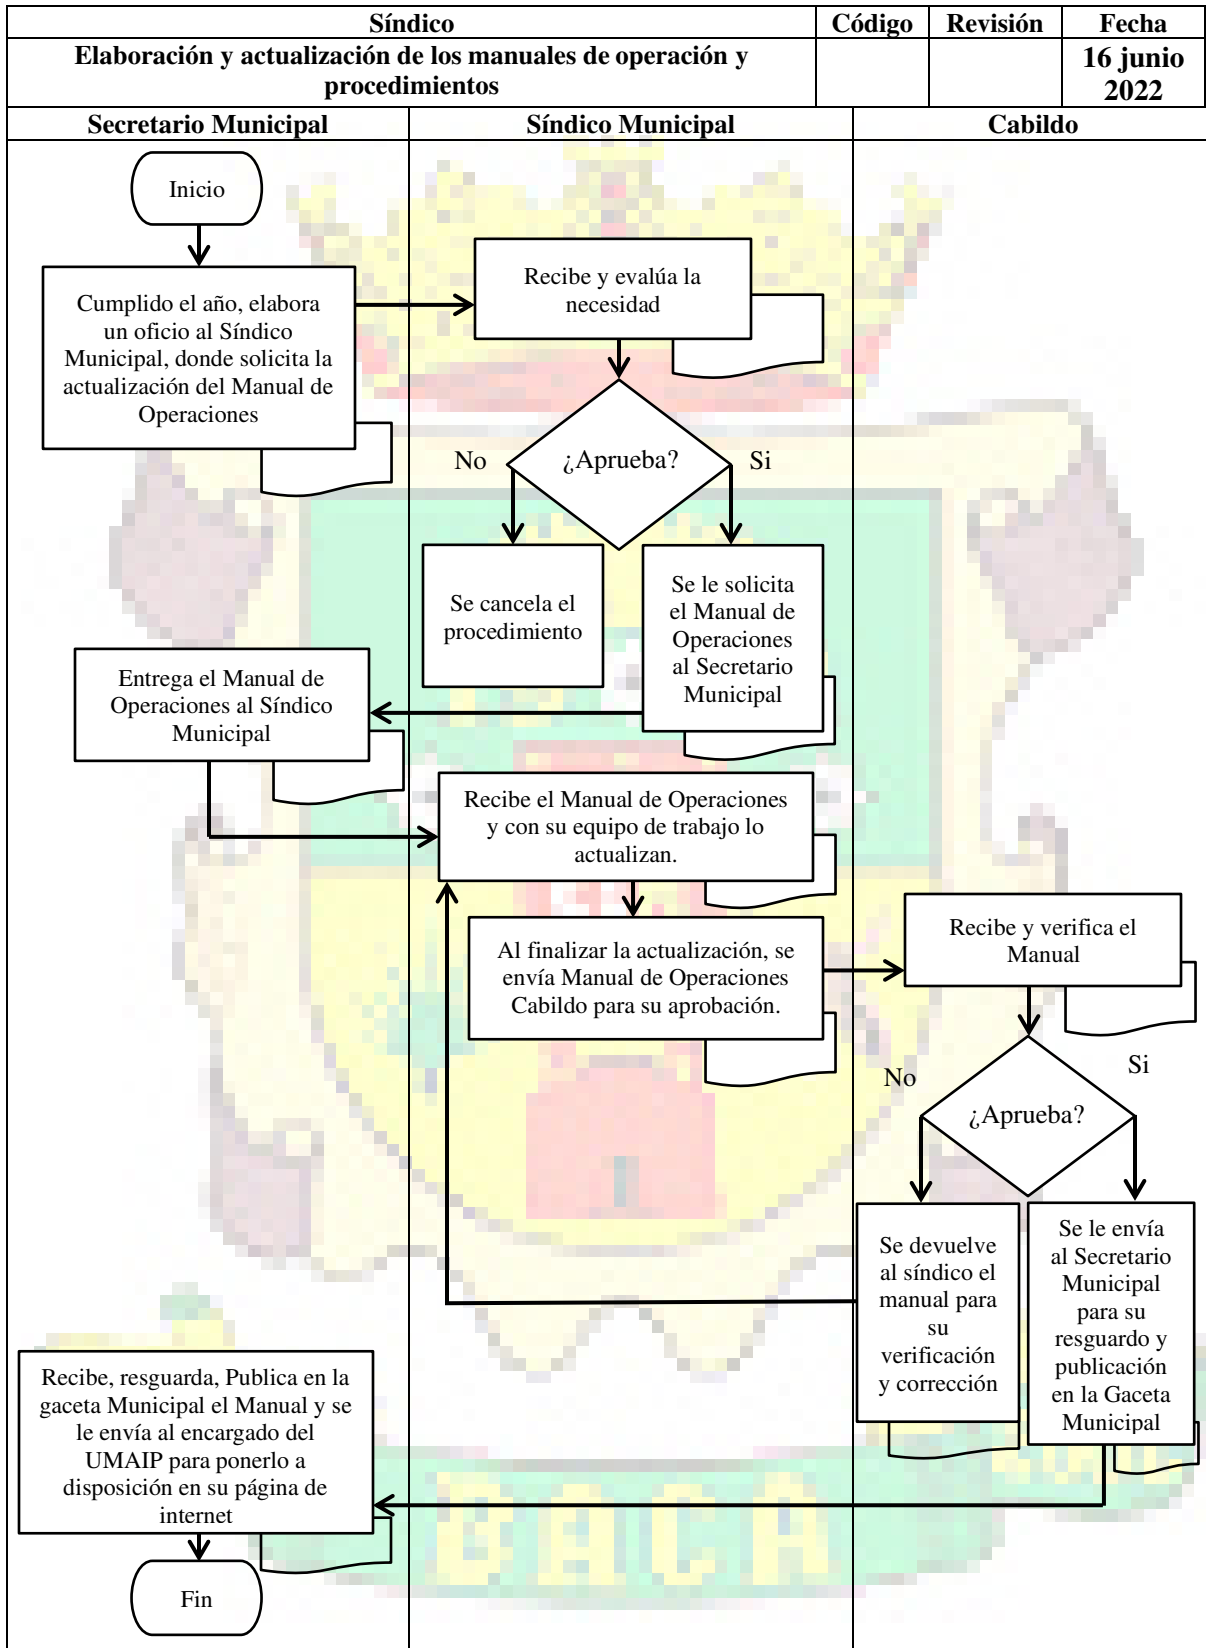 Síndico
Código
Revisión
Fecha
Elaboración y actualización de los manuales de operación y
procedimientos
16 junio
2022
Secretario Municipal
Síndico Municipal
Cabildo
Inicio
Cumplido el año, elabora
un oficio al Síndico
Municipal, donde solicita la
actualización del Manual de
Operaciones
Recibe y evalúa la
necesidad
¿Aprueba?
No
Si
Se cancela el
procedimiento
Se le solicita
el Manual de
Operaciones
al Secretario
Municipal
Entrega el Manual de
Operaciones al Síndico
Municipal
Recibe el Manual de Operaciones
y con su equipo de trabajo lo
actualizan.
Al finalizar la actualización, se
envía Manual de Operaciones
Cabildo para su aprobación.
Recibe y verifica el
Manual
¿Aprueba?
No
Si
Se devuelve
al síndico el
manual para
su
verificación
y corrección
Se le envía
al Secretario
Municipal
para su
resguardo y
publicación
en la Gaceta
Municipal
Recibe, resguarda, Publica en la
gaceta Municipal el Manual y se
le envía al encargado del
UMAIP para ponerlo a
disposición en su página de
internet
Fin
BACA